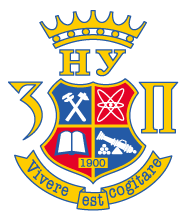 НУ
З П
1900
Vivere est cogitare